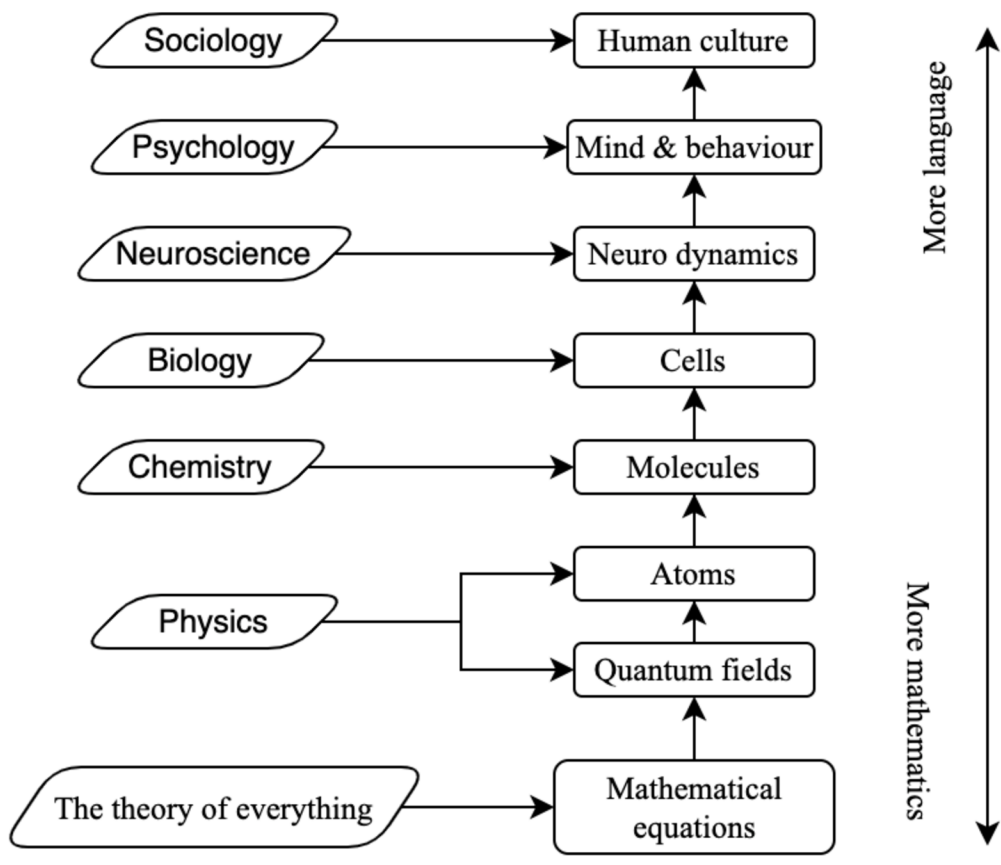 Sociology
Human culture
Psychology
Mind & behaviour
Neuroscience
Neuro dynamics
Biology
Cells
Chemistry
Molecules
Physics
Atoms
Quantum fields
The theory of everything
Mathematical
equations
More language
More mathematics